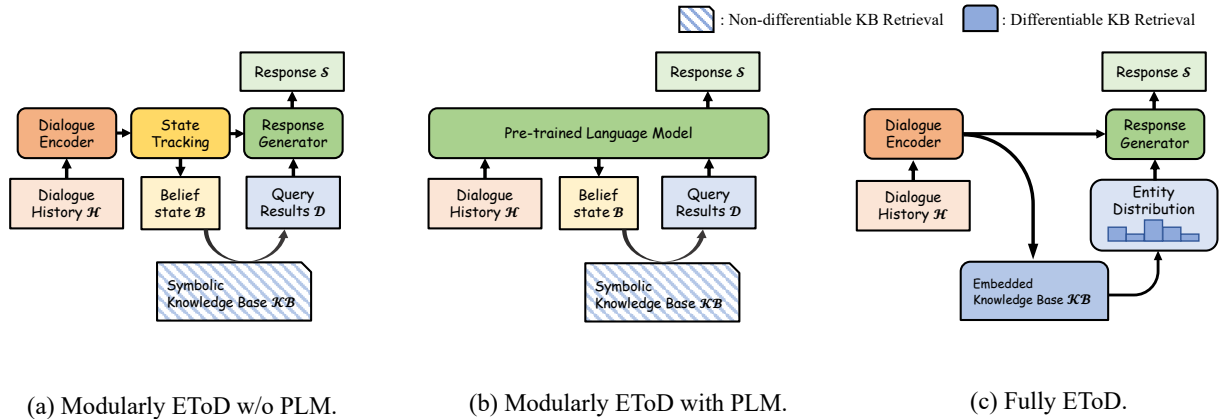 : Non-differentiable KB Retrieval
: Differentiable KB Retrieval
Response 𝒮
Dialogue
Encoder
State
Tracking
Response
Generator
Dialogue
History ℋ
Belief
state ℬ
Query
Results 𝒟
Symbolic
Knowledge Base 𝒦ℬ
(a) Modularly EToD w/o PLM.
Response 𝒮
Pre-trained Language Model
Dialogue
History ℋ
Belief
state ℬ
Query
Results 𝒟
Symbolic
Knowledge Base 𝒦ℬ
(b) Modularly EToD with PLM.
Response 𝒮
Dialogue
Encoder
Response
Generator
Dialogue
History ℋ
Entity
Distribution
Embedded
Knowledge Base 𝒦ℬ
(c) Fully EToD.